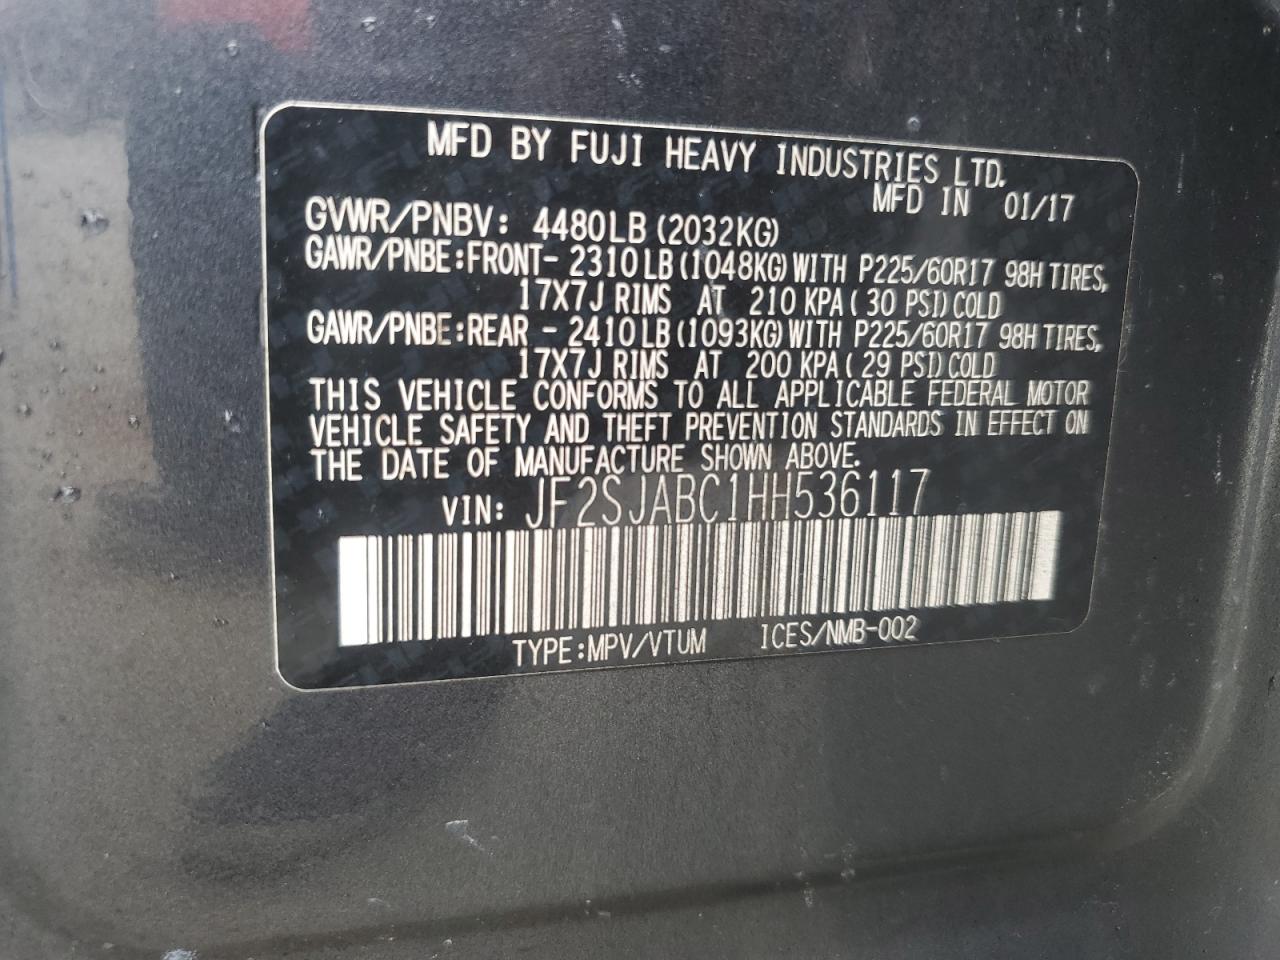 MFD BY FUJI HEAVY INDUSTRIES LTD.
MFD IN 01/17
GVWR/PNBV: 4480LB (2032KG)
GAWR/PNBE:FRONT- 2310LB(1048KG)WITH P225/60R17 98H TIRES,
17X7J RIMS AT 210 KPA( 30 PSI)COLD
GAWR/PNBE:REAR - 2410LB(1093KG)WITH P225/60R17 98H TIRES,
17X7J RIMS AT 200 KPA( 29 PSI)COLD
THIS VEHICLE CONFORMS TO ALL APPLICABLE FEDERAL MOTOR
VEHICLE SAFETY AND THEFT PREVENTION STANDARDS IN EFFECT ON
THE DATE OF MANUFACTURE SHOWN ABOVE.
VIN: JF2SJABC1HH536117
TYPE:MPV/VTUM ICES/NMB-002